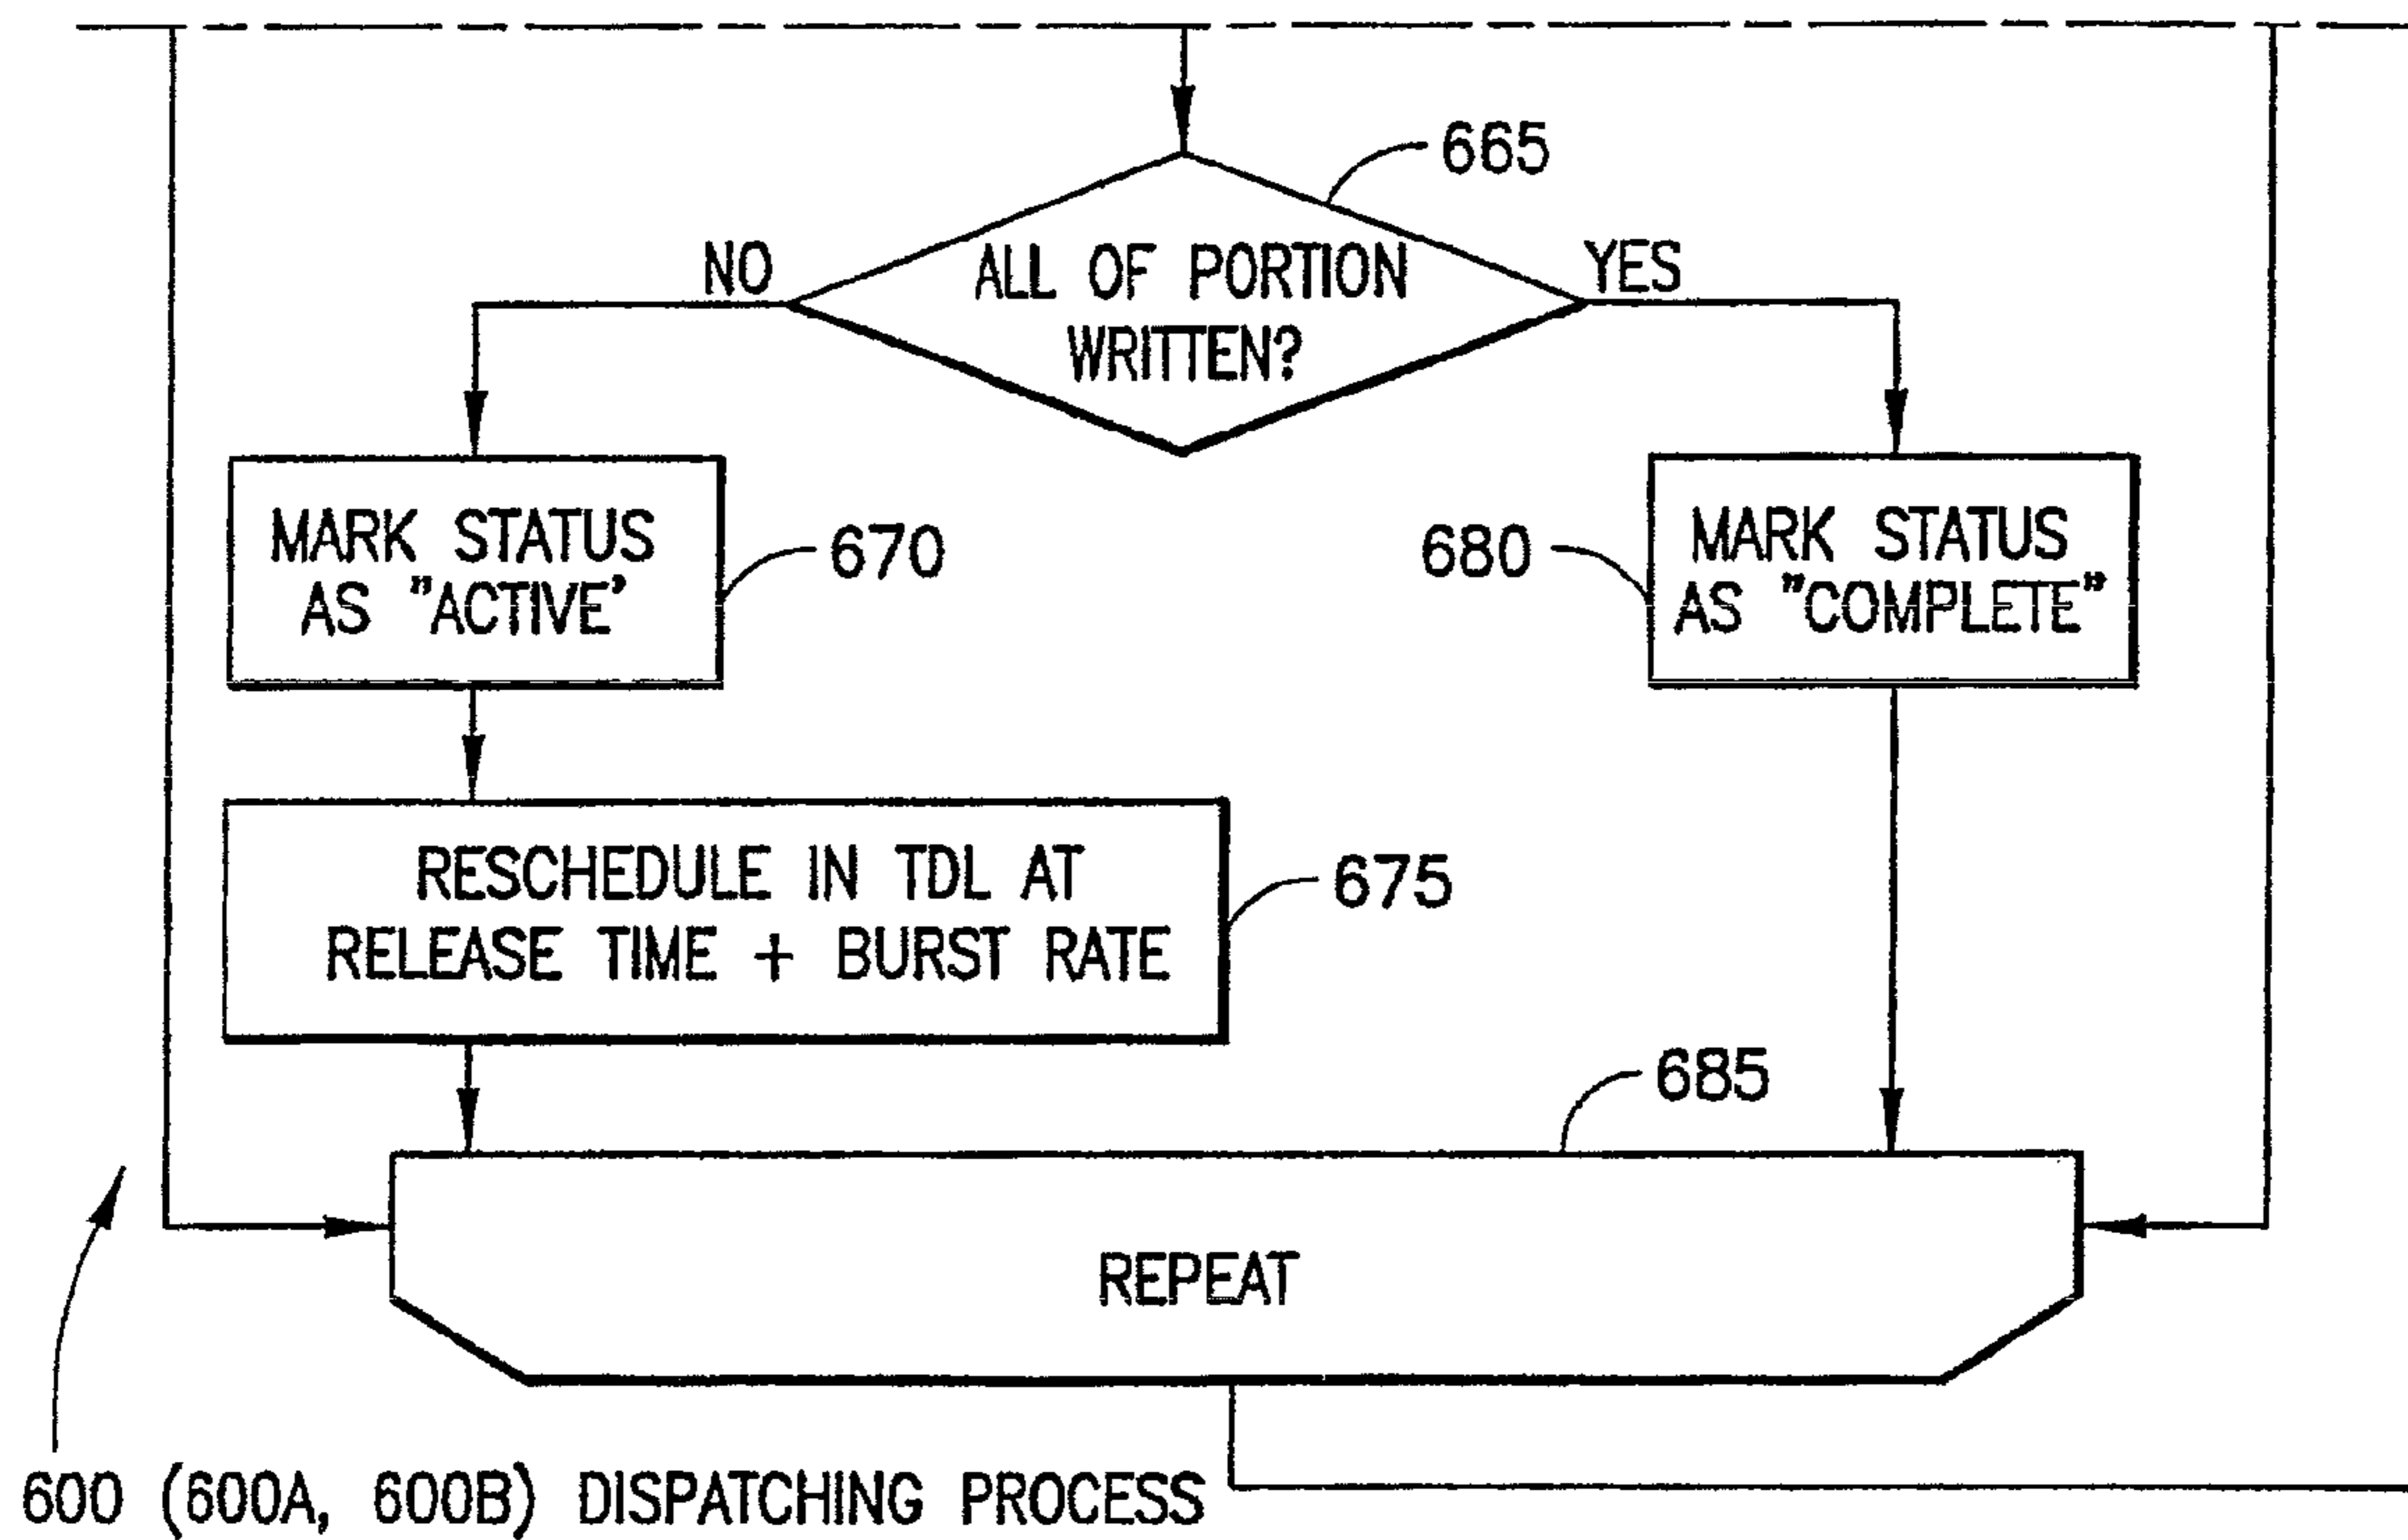 665
NO
YES
ALL OF PORTION
WRITTEN?
MARK STATUS
AS "ACTIVE'
670
680
MARK STATUS
AS "COMPLETE"
RESCHEDULE IN TDL AT
RELEASE TIME + BURST RATE
675
685
REPEAT
600 (600A, 600B) DISPATCHING PROCESS